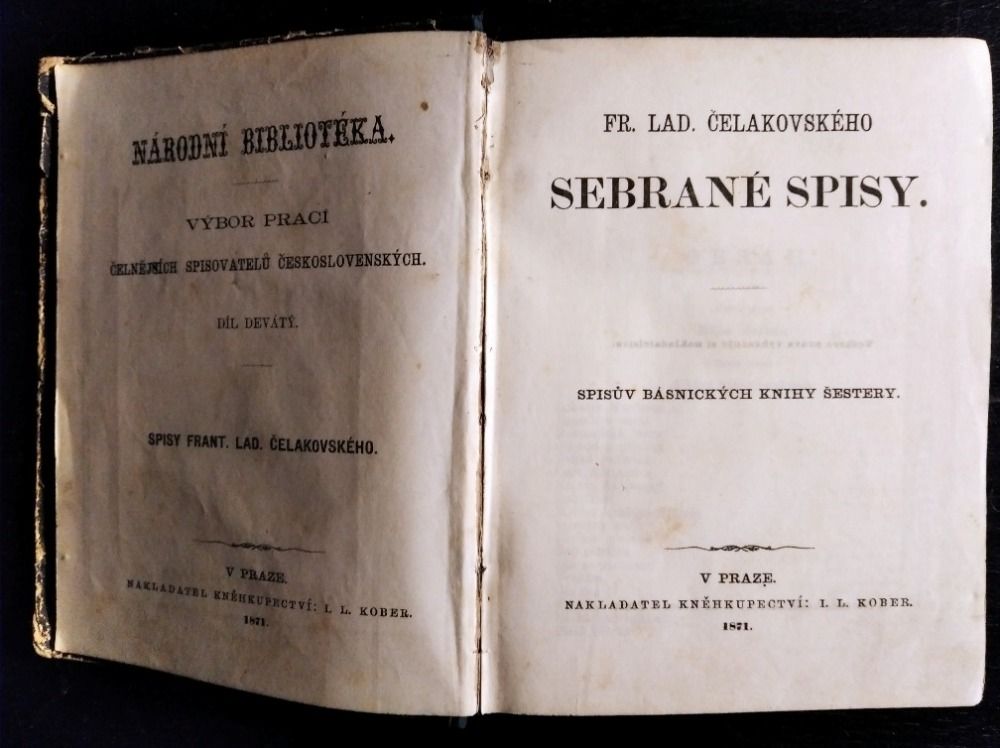 NÁRODNÍ BIBLIOTÉKA.
VÝBOR PRACÍ
ČELNĚJŠÍCH SPISOVATELŮ ČESKOSLOVENSKÝCH.
DÍL DEVÁTÝ.
SPISY FRANT. LAD. ČELAKOVSKÉHO.
V PRAZE.
NAKLADATEL KNĚHKUPECTVÍ: I. L. KOBER.
1871.
FR. LAD. ČELAKOVSKÉHO
SEBRANÉ SPISY.
SPISŮV BÁSNICKÝCH KNIHY ŠESTERY.
V PRAZE.
NAKLADATEL KNĚHKUPECTVÍ: I. L. KOBER.
1871.